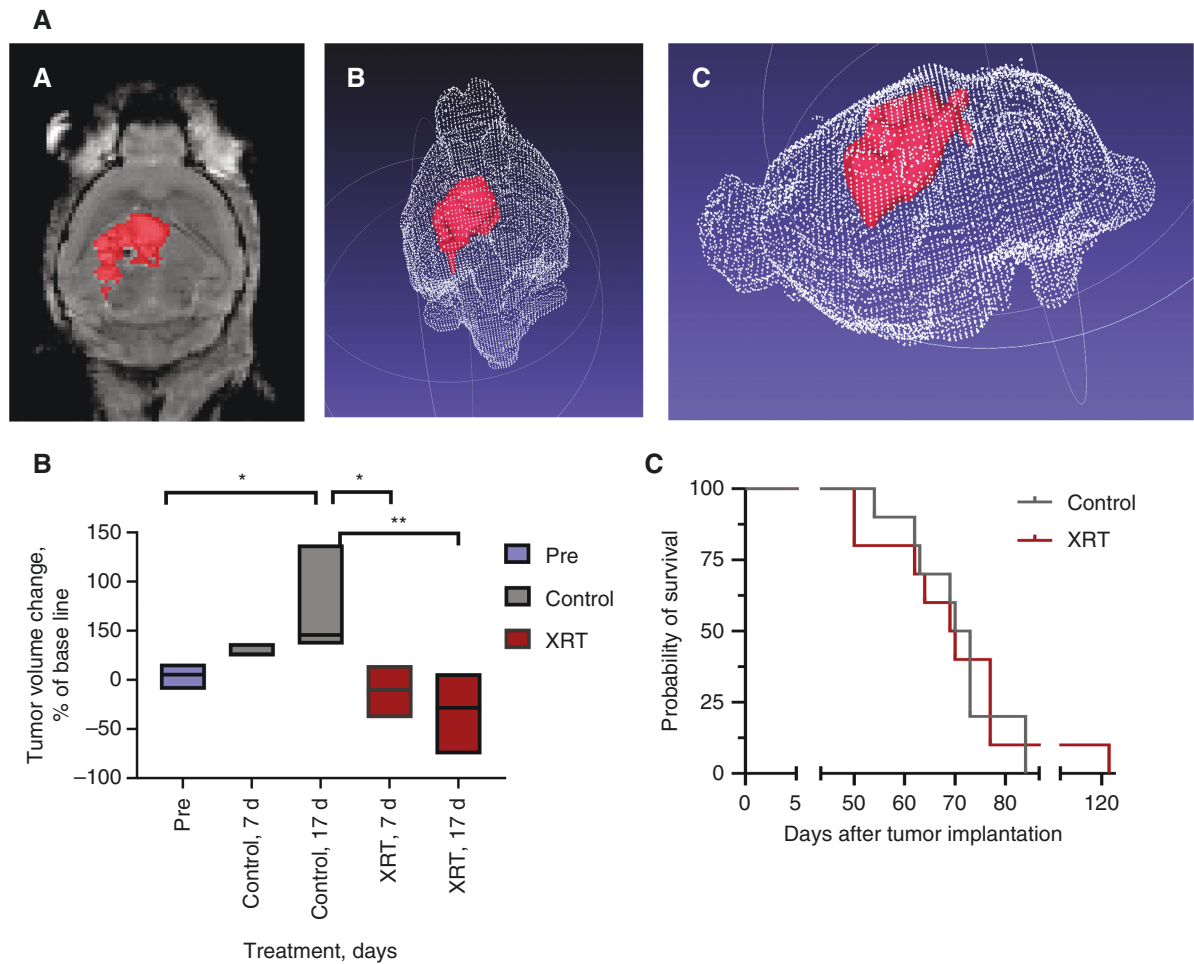 A
A
B
C
B
*
*
**
150
100
150
0
–50
–100
Tumor volume change,
% of base line
Pre
Control
XRT
Pre
Control, 7 d
Control, 17 d
XRT, 7 d
XRT, 17 d
Treatment, days
C
100
75
50
25
0
Probability of survival
Control
XRT
0 5 50 60 70 80 120
Days after tumor implantation